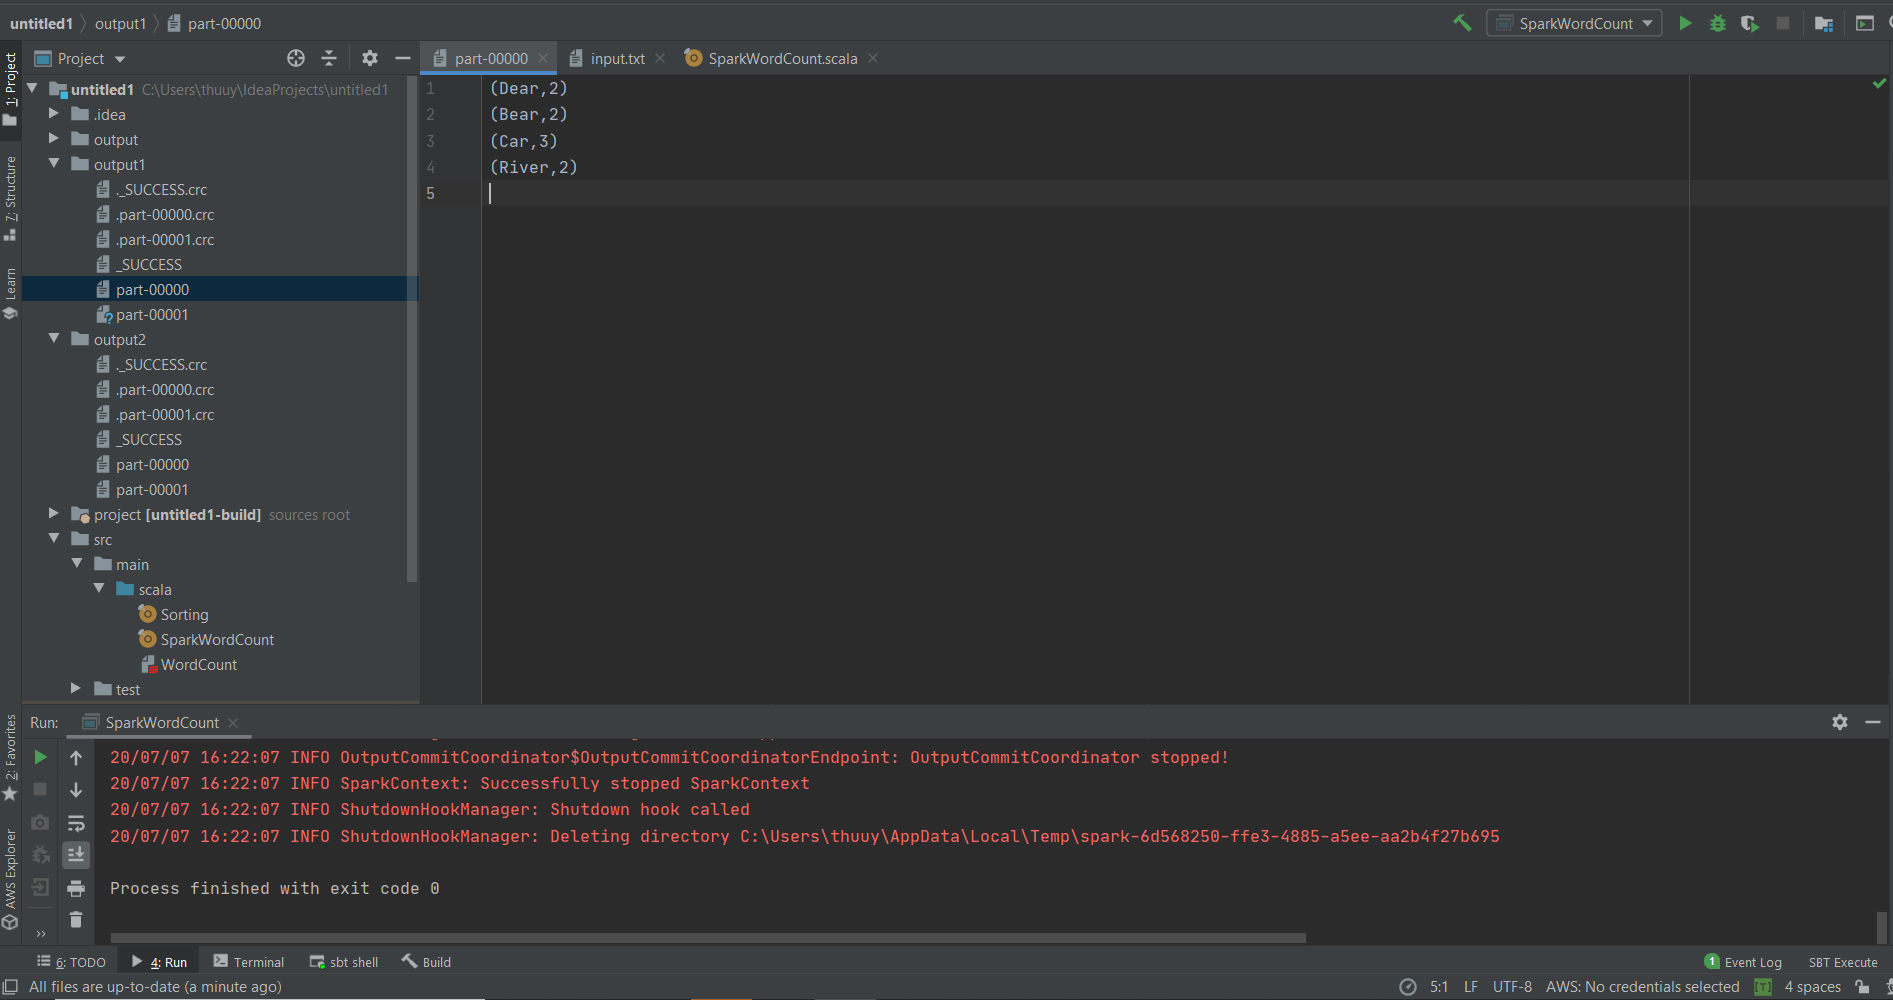 untitled1 output1 part-00000
SparkWordCount
Project
part-00000 input.txt SparkWordCount.scala
1: Project
7: Structure
Learn
2: Favorites
AWS Explorer
untitled1 C:\Users\thuuy\IdeaProjects\untitled1
.idea
output
output1
._SUCCESS.crc
.part-00000.crc
.part-00001.crc
_SUCCESS
part-00000
part-00001
output2
._SUCCESS.crc
.part-00000.crc
.part-00001.crc
_SUCCESS
part-00000
part-00001
project [untitled1-build] sources root
src
main
scala
Sorting
SparkWordCount
WordCount
test
1 (Dear,2)
2 (Bear,2)
3 (Car,3)
4 (River,2)
5
Run: SparkWordCount
20/07/07 16:22:07 INFO OutputCommitCoordinator$OutputCommitCoordinatorEndpoint: OutputCommitCoordinator stopped!
20/07/07 16:22:07 INFO SparkContext: Successfully stopped SparkContext
20/07/07 16:22:07 INFO ShutdownHookManager: Shutdown hook called
20/07/07 16:22:07 INFO ShutdownHookManager: Deleting directory C:\Users\thuuy\AppData\Local\Temp\spark-6d568250-ffe3-4885-a5ee-aa2b4f27b695
Process finished with exit code 0
6: TODO 4: Run Terminal sbt shell Build 1 Event Log SBT Execute
All files are up-to-date (a minute ago) 5:1 LF UTF-8 AWS: No credentials selected [T] 4 spaces